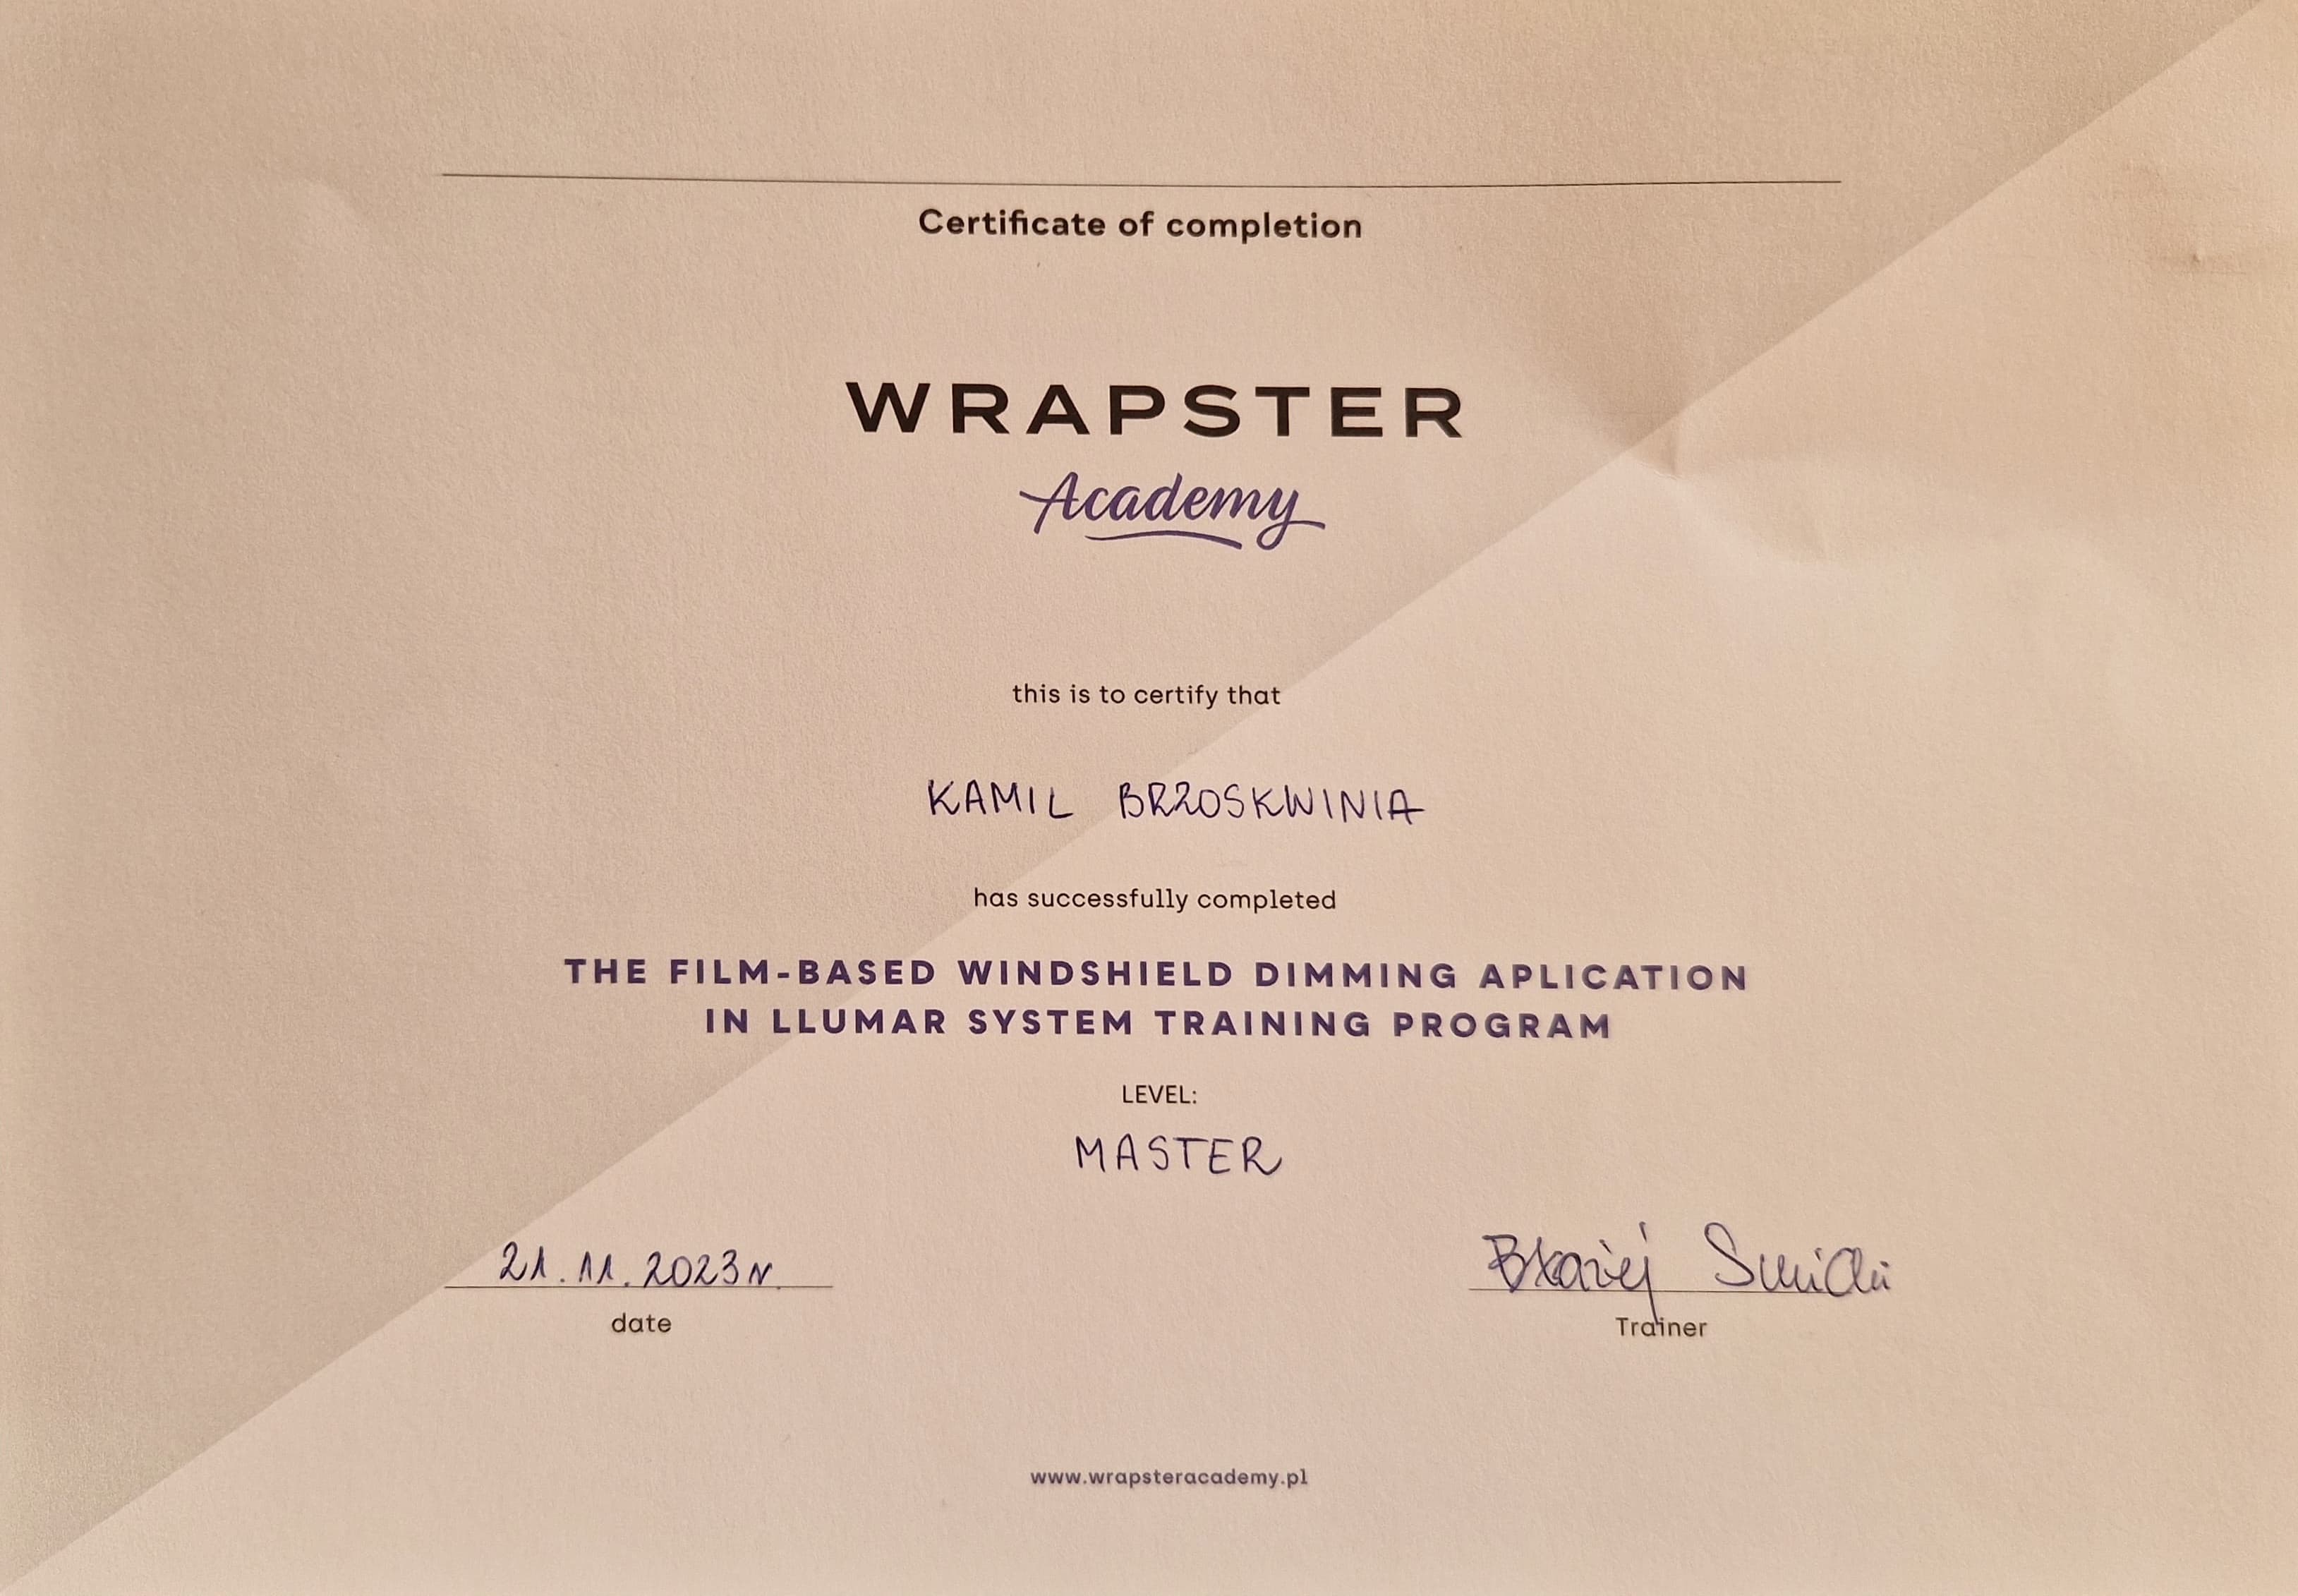 Certificate of completion
WRAPSTER
Academy
this is to certify that
KAMIL BRZOSKWINIA
has successfully completed
THE FILM-BASED WINDSHIELD DIMMING APLICATION
IN LLUMAR SYSTEM TRAINING PROGRAM
LEVEL:
MASTER
21.11.2023r. Błażej
date Trainer
www.wrapsteracademy.pl